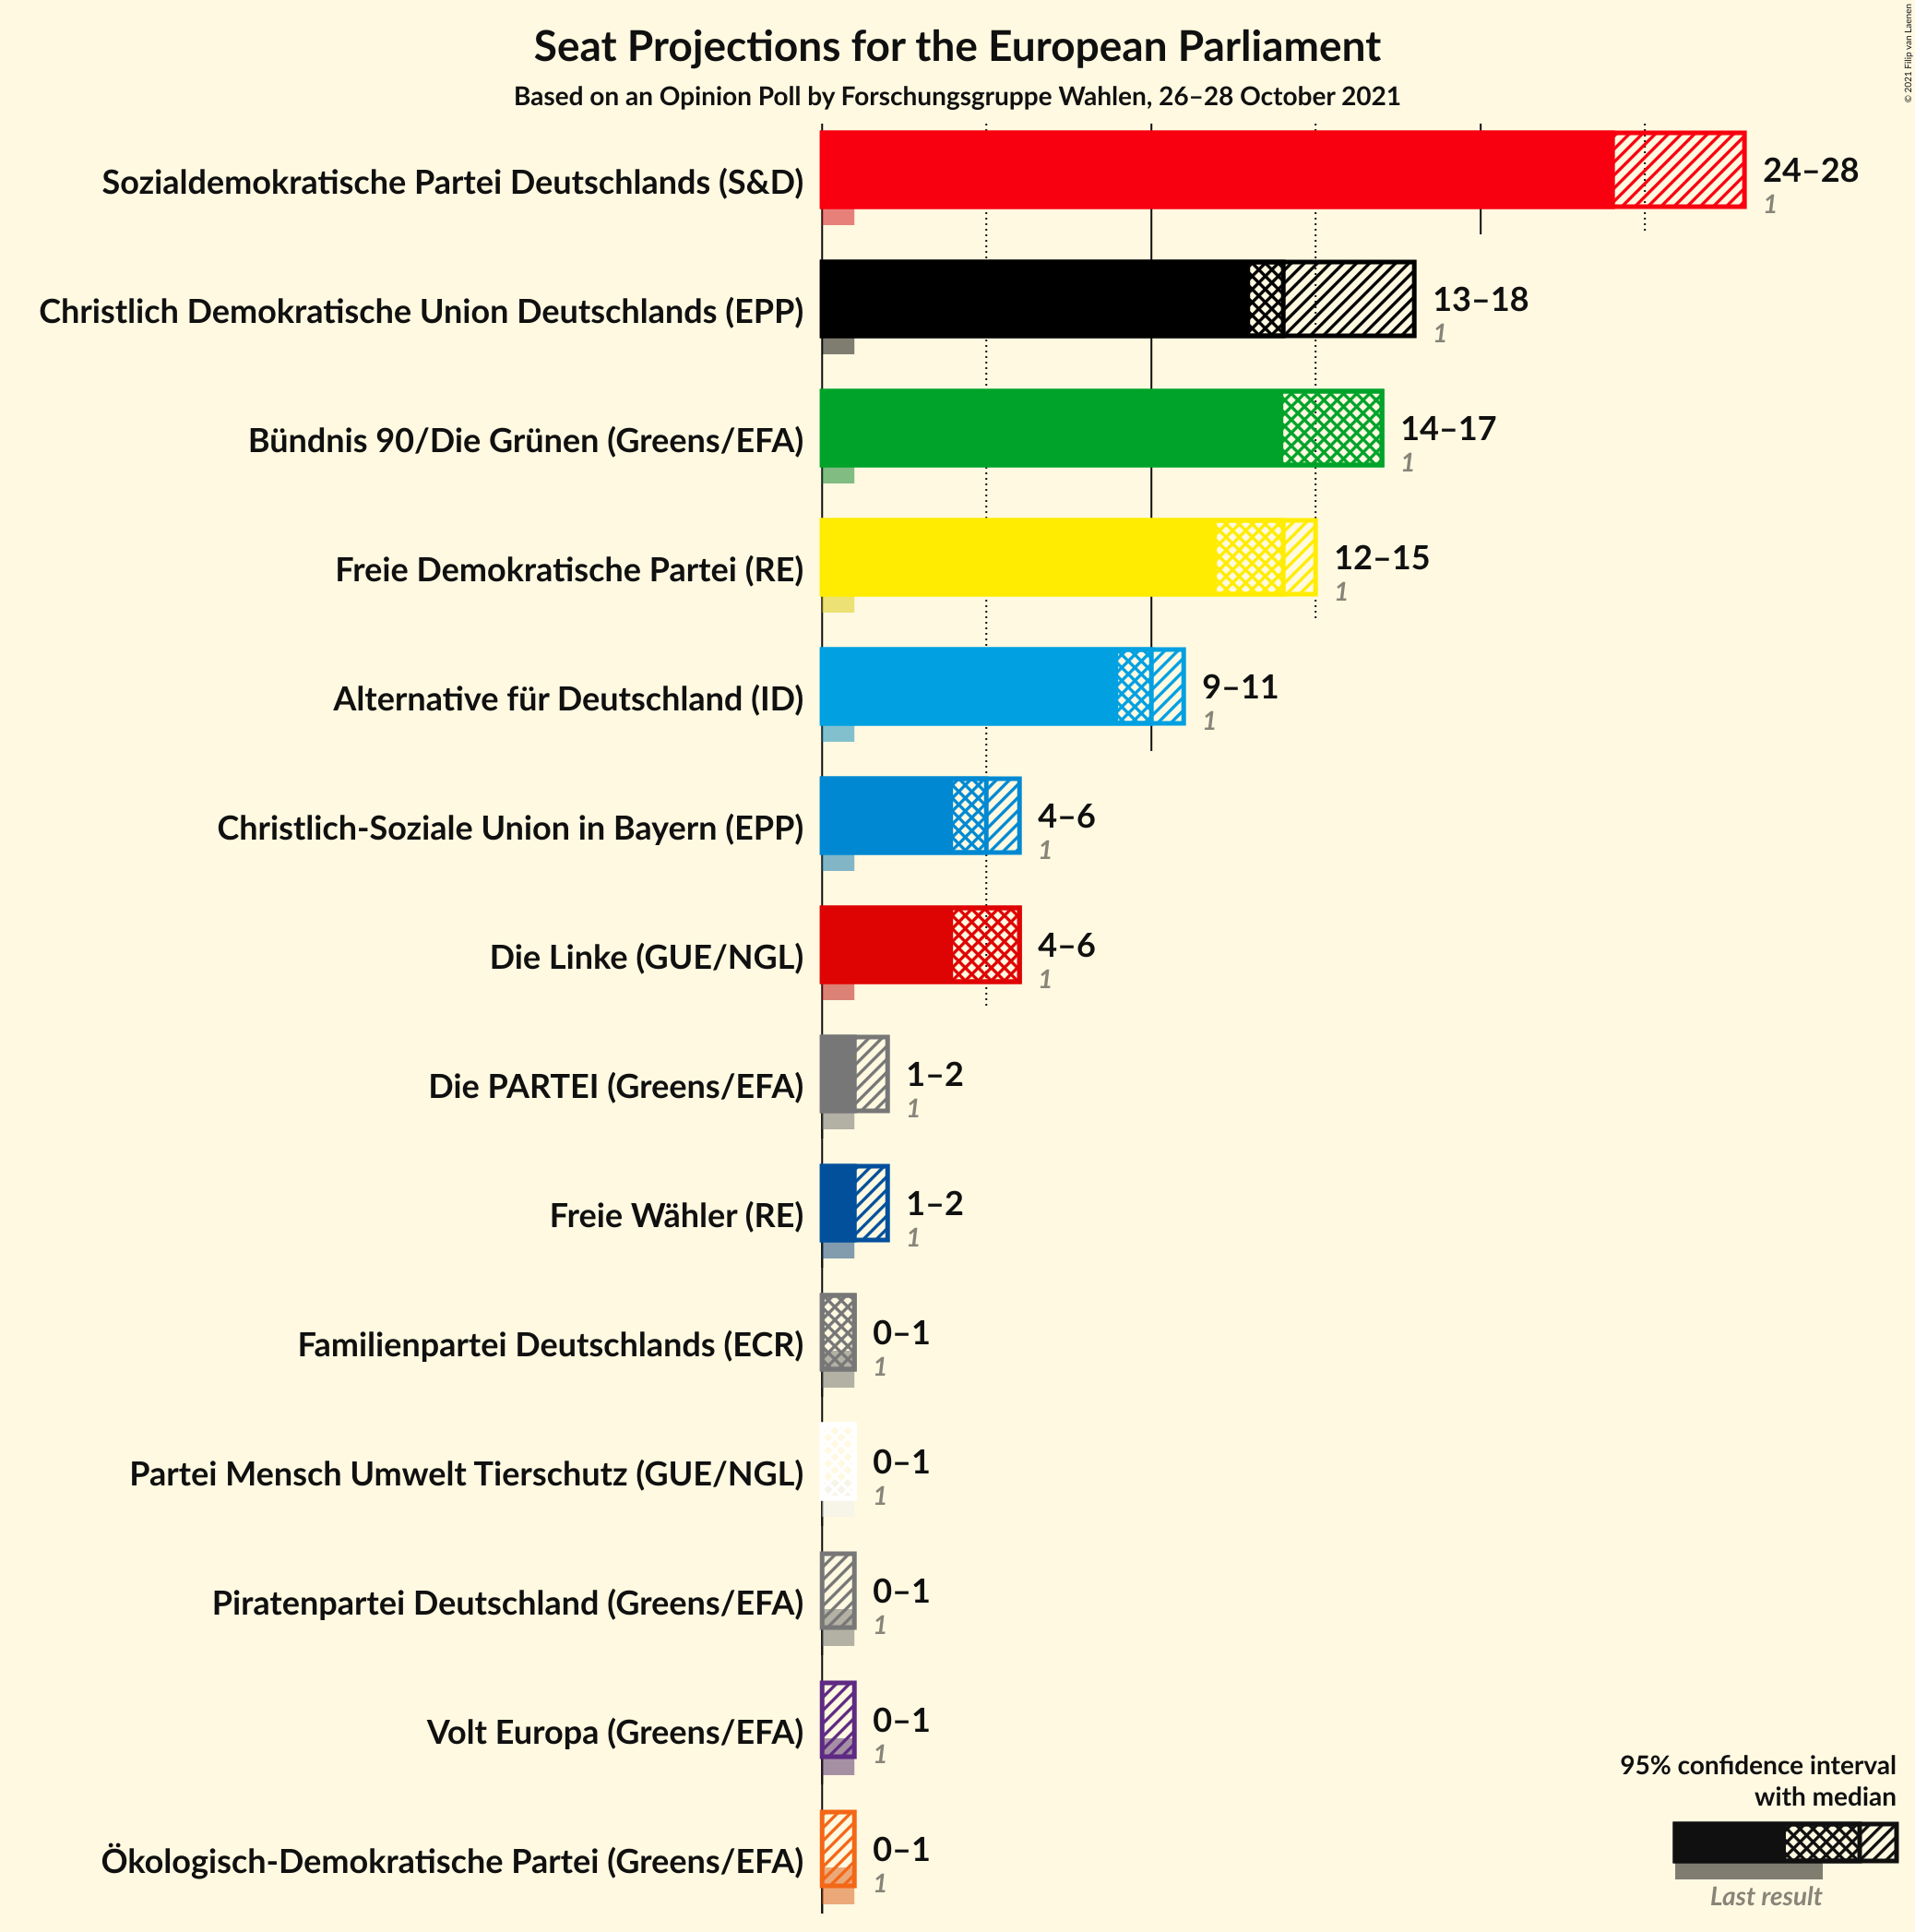 © 2021 Filip van Laenen
Seat Projections for the European Parliament
Based on an Opinion Poll by Forschungsgruppe Wahlen, 26–28 October 2021
Sozialdemokratische Partei Deutschlands (S&D)
24–28
1
Christlich Demokratische Union Deutschlands (EPP)
13–18
1
Bündnis 90/Die Grünen (Greens/EFA)
14–17
1
Freie Demokratische Partei (RE)
12–15
1
Alternative für Deutschland (ID)
9–11
1
Christlich-Soziale Union in Bayern (EPP)
4–6
1
Die Linke (GUE/NGL)
4–6
1
Die PARTEI (Greens/EFA)
1–2
1
Freie Wähler (RE)
1–2
1
Familienpartei Deutschlands (ECR)
0–1
1
Partei Mensch Umwelt Tierschutz (GUE/NGL)
0–1
1
Piratenpartei Deutschland (Greens/EFA)
0–1
1
Volt Europa (Greens/EFA)
0–1
1
Ökologisch-Demokratische Partei (Greens/EFA)
0–1
1
95% confidence interval
with median
Last result